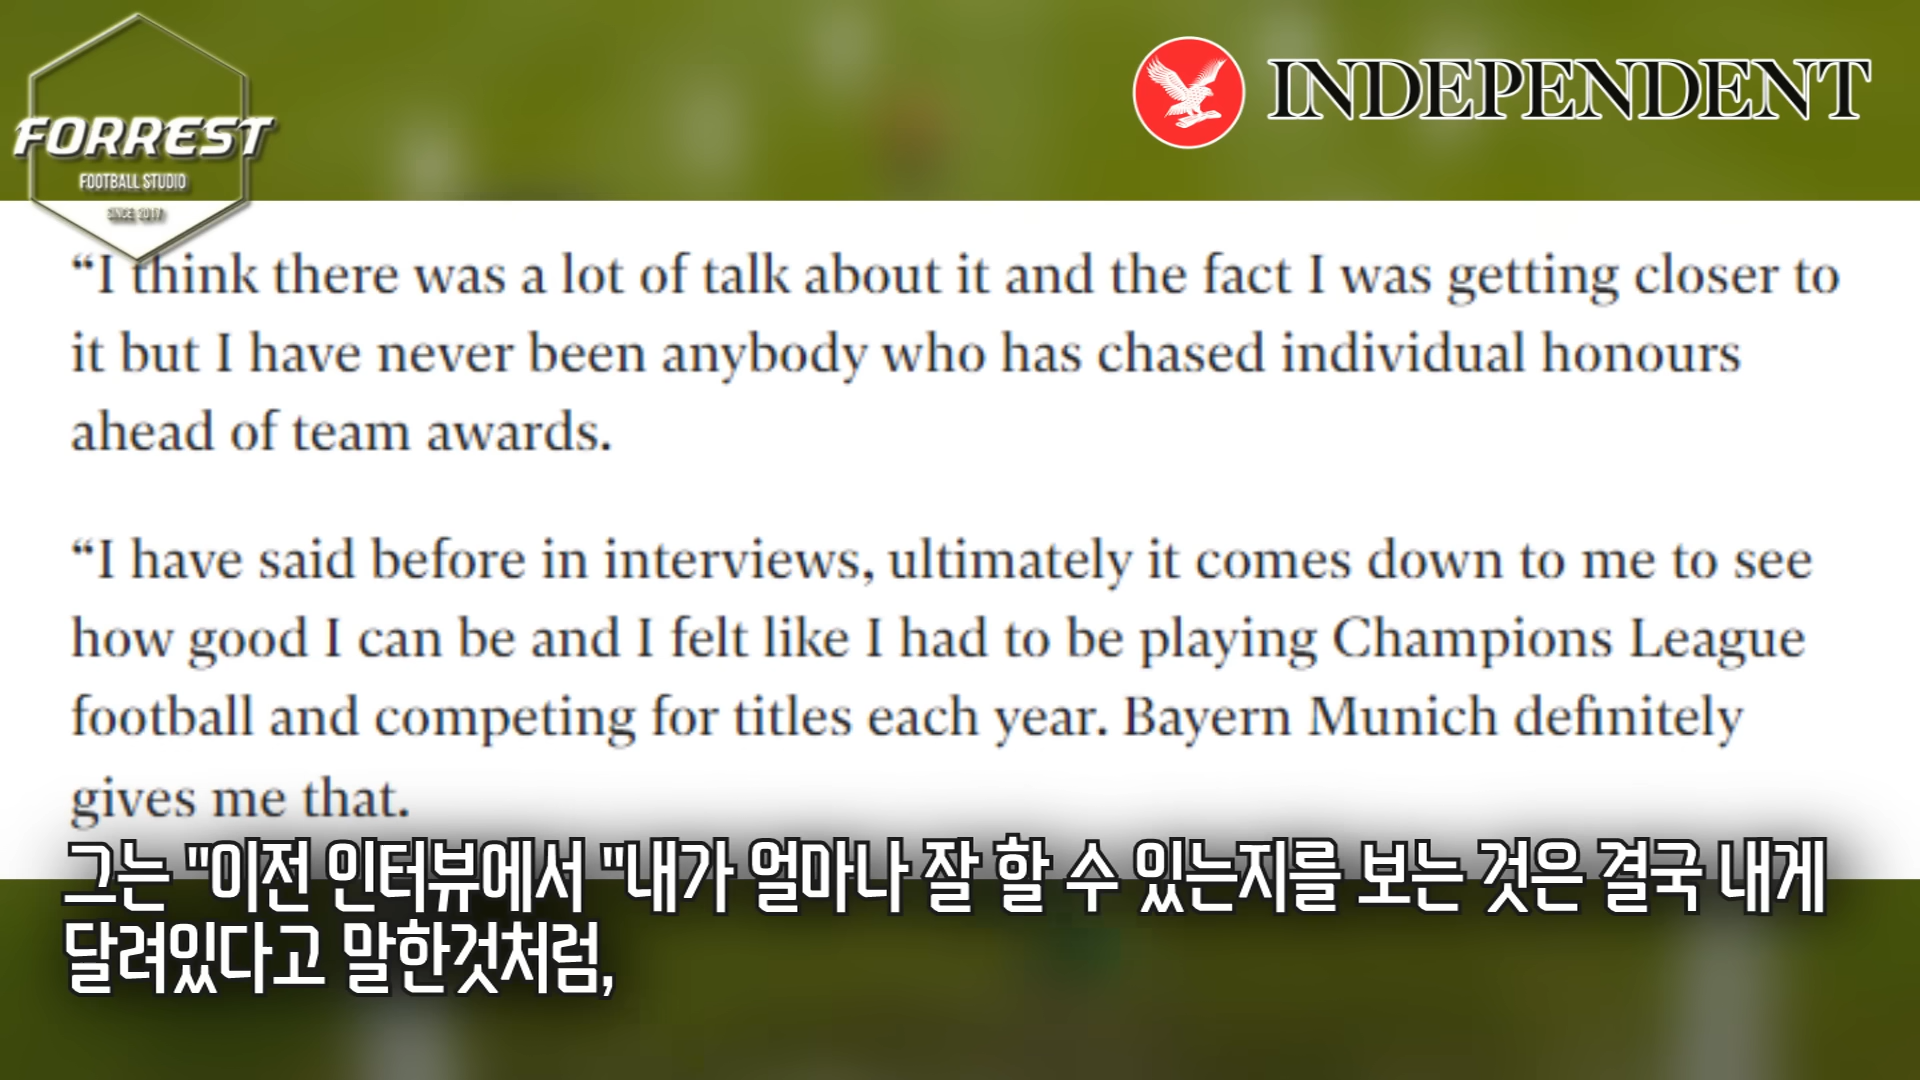 FORREST
FOOTBALL STUDIO
SINCE 2017
INDEPENDENT
“I think there was a lot of talk about it and the fact I was getting closer to
it but I have never been anybody who has chased individual honours
ahead of team awards.
“I have said before in interviews, ultimately it comes down to me to see
how good I can be and I felt like I had to be playing Champions League
football and competing for titles each year. Bayern Munich definitely
gives me that.
그는 "이전 인터뷰에서 "내가 얼마나 잘 할 수 있는지를 보는 것은 결국 내게
달려있다고 말한것처럼,